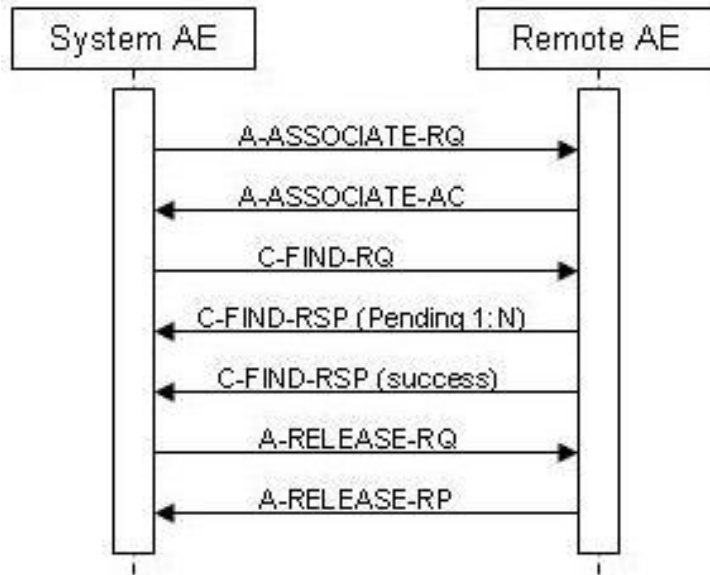 System AE
Remote AE
A-ASSOCIATE-RQ
A-ASSOCIATE-AC
C-FIND-RQ
C-FIND-RSP (Pending 1:N)
C-FIND-RSP (success)
A-RELEASE-RQ
A-RELEASE-RP